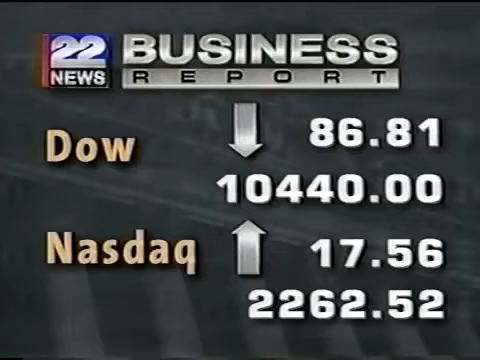 22 NEWS BUSINESS REPORT
Dow 86.81
10440.00
Nasdaq 17.56
2262.52